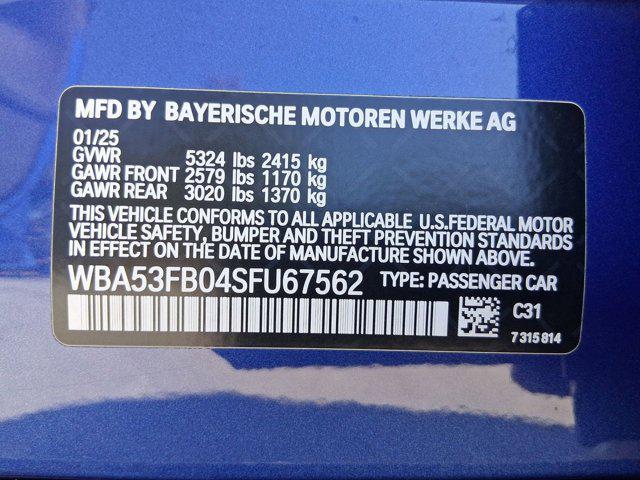 MFD BY BAYERISCHE MOTOREN WERKE AG
01/25
GVWR 5324 lbs 2415 kg
GAWR FRONT 2579 lbs 1170 kg
GAWR REAR 3020 lbs 1370 kg
THIS VEHICLE CONFORMS TO ALL APPLICABLE U.S.FEDERAL MOTOR
VEHICLE SAFETY, BUMPER AND THEFT PREVENTION STANDARDS
IN EFFECT ON THE DATE OF MANUFACTURE SHOWN ABOVE.
WBA53FB04SFU67562 TYPE: PASSENGER CAR
C31
7 315 814